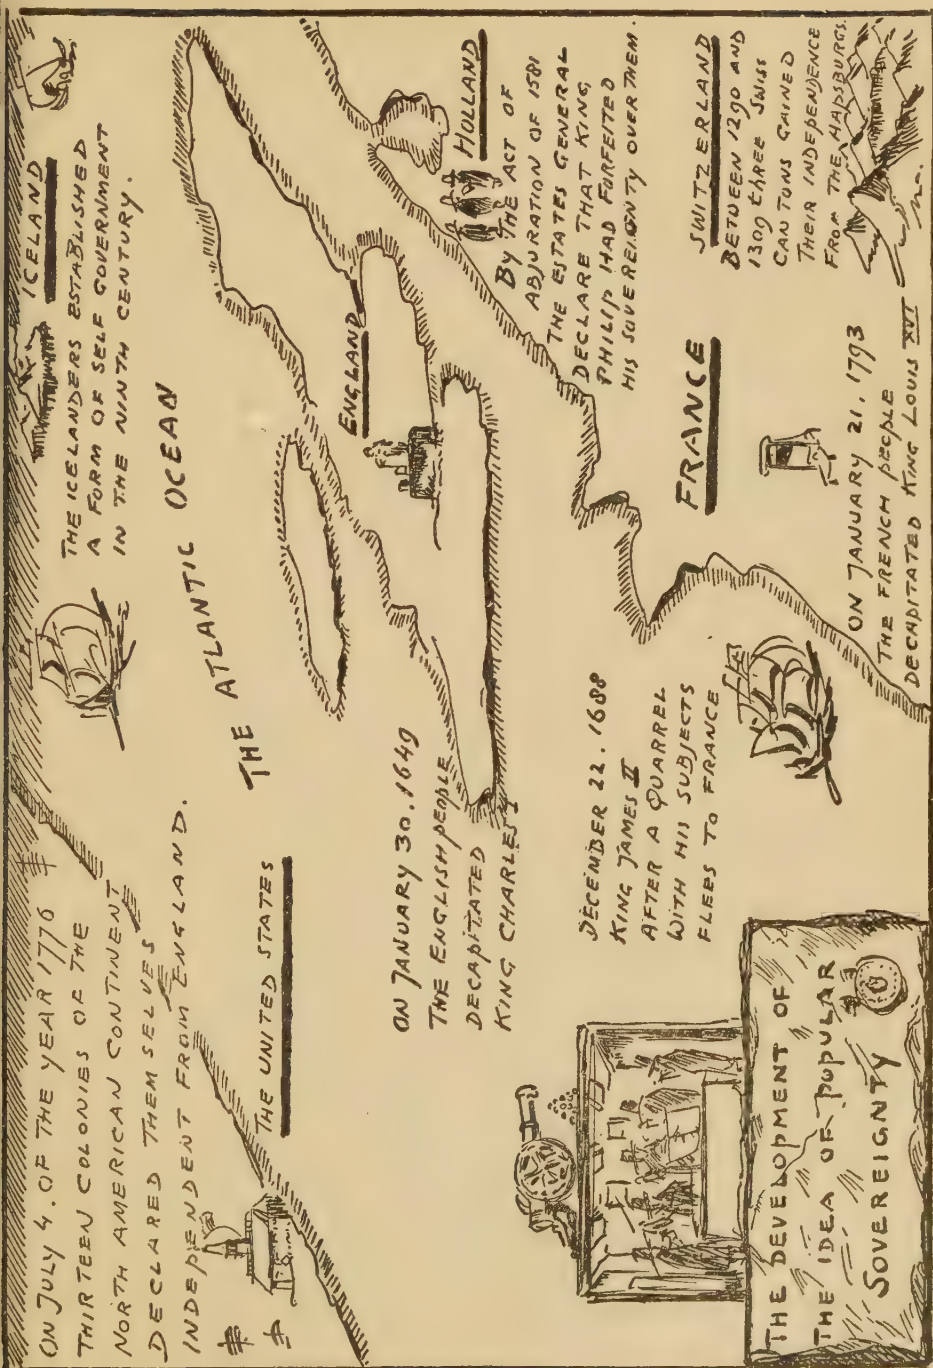 ON JULY 4. OF THE YEAR 1776
THIRTEEN COLONIES OF THE
NORTH AMERICAN CONTINENT
DECLARED THEMSELVES
INDEPENDENT FROM ENGLAND.
THE UNITED STATES
ICELAND
THE ICELANDERS ESTABLISHED
A FORM OF SELF GOVERNMENT
IN THE NINTH CENTURY.
THE ATLANTIC OCEAN
ENGLAND
ON JANUARY 30. 1649
THE ENGLISH PEOPLE
DECAPITATED
KING CHARLES I
HOLLAND
BY THE ACT OF
ABJURATION OF 1581
THE ESTATES GENERAL
DECLARE THAT KING
PHILIP HAD FORFEITED
HIS SOVEREIGNTY OVER THEM.
DECEMBER 22. 1688
KING JAMES II
AFTER A QUARREL
WITH HIS SUBJECTS
FLEES TO FRANCE
FRANCE
ON JANUARY 21. 1793
THE FRENCH PEOPLE
DECAPITATED KING LOUIS XVI
SWITZERLAND
BETWEEN 1290 AND
1309 THREE SWISS
CANTONS GAINED
THEIR INDEPENDENCE
FROM THE HAPSBURGS.
THE DEVELOPMENT OF
THE IDEA OF POPULAR
SOVEREIGNTY